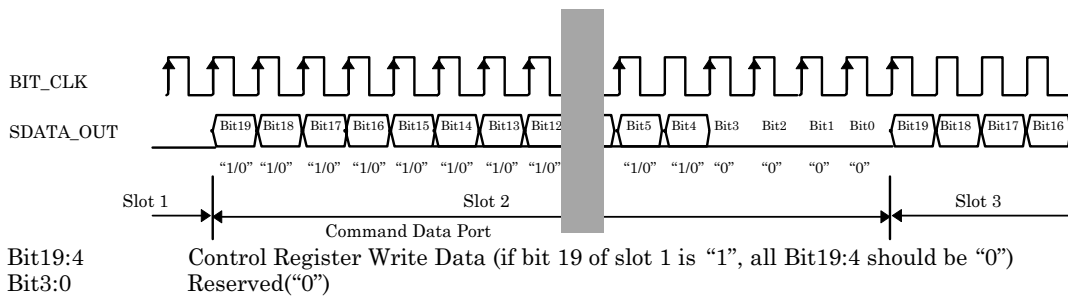 BIT_CLK
SDATA_OUT Bit19 Bit18 Bit17 Bit16 Bit15 Bit14 Bit13 Bit12 Bit5 Bit4 Bit3 Bit2 Bit1 Bit0 Bit19 Bit18 Bit17 Bit16
“1/0” “1/0” “1/0” “1/0” “1/0” “1/0” “1/0” “1/0” “1/0” “1/0” “0” “0” “0” “0”
Slot 1 Slot 2 Slot 3
Command Data Port
Bit19:4 Control Register Write Data (if bit 19 of slot 1 is “1”, all Bit19:4 should be “0”)
Bit3:0 Reserved(“0”)